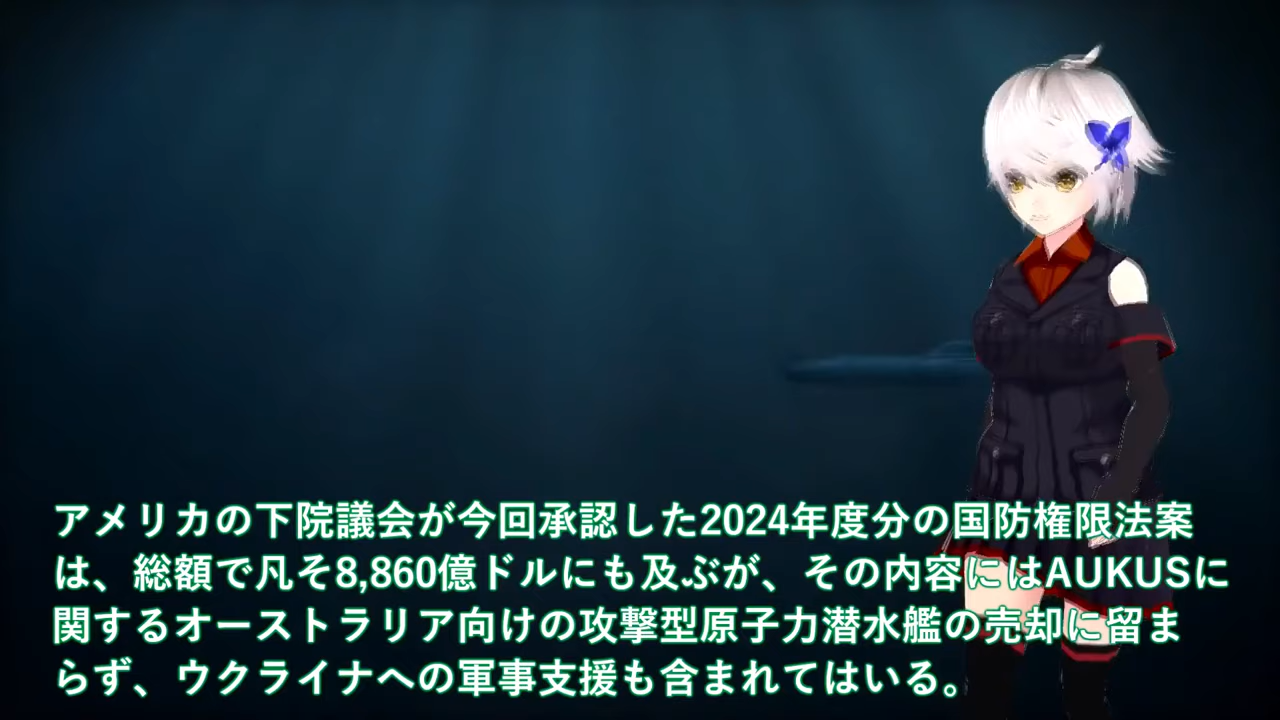 アメリカの下院議会が今回承認した2024年度分の国防権限法案
は、総額で凡そ8,860億ドルにも及ぶが、その内容にはAUKUSに
関するオーストラリア向けの攻撃型原子力潜水艦の売却に留ま
らず、ウクライナへの軍事支援も含まれてはいる。